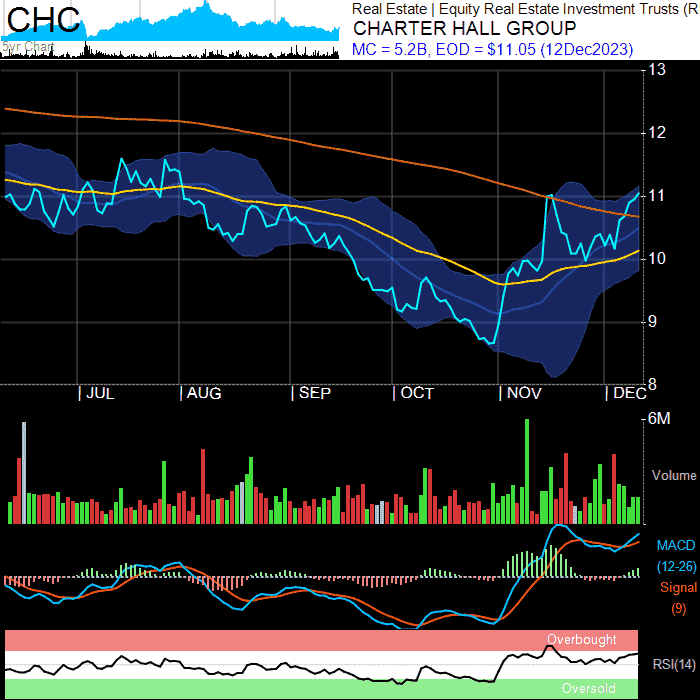 CHC
5yr Chart
Real Estate | Equity Real Estate Investment Trusts (R
CHARTER HALL GROUP
MC = 5.2B, EOD = $11.05 (12Dec2023)
13
12
11
10
9
8
| JUL
| AUG
| SEP
| OCT
| NOV
| DEC
6M
Volume
MACD
(12-26)
Signal
(9)
Overbought
RSI(14)
Oversold